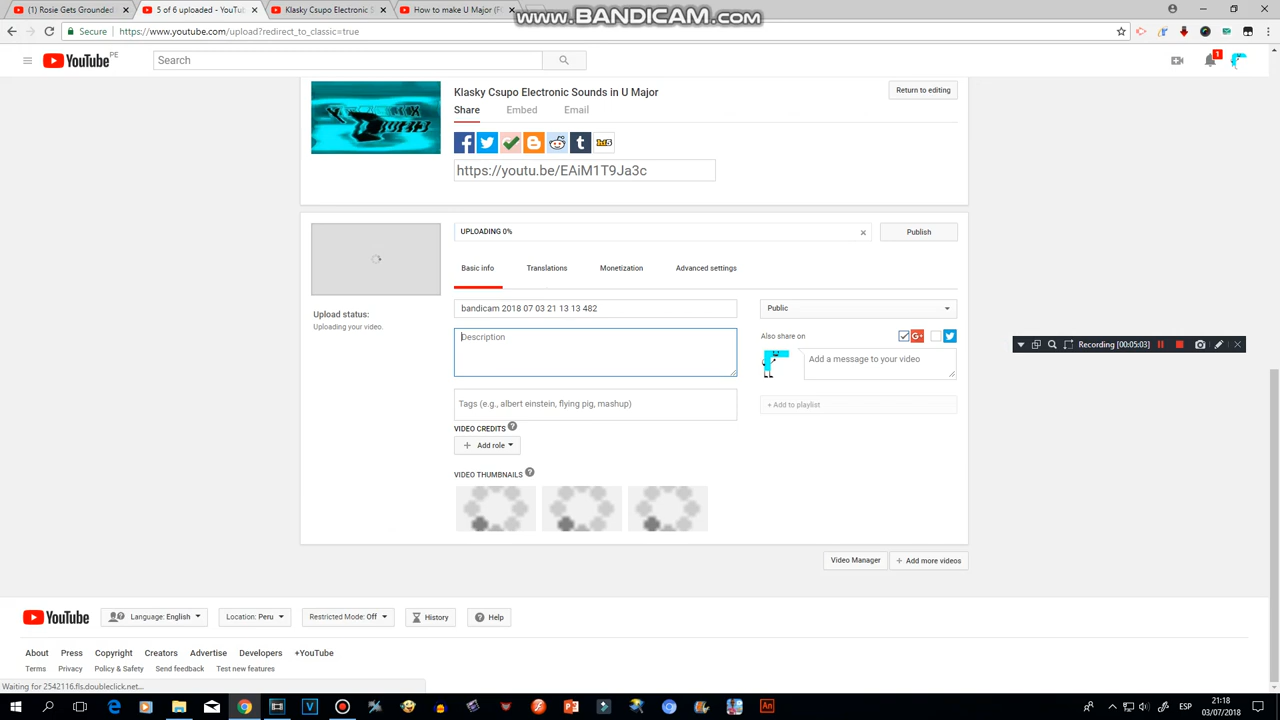 (1) Rosie Gets Grounded
5 of 6 uploaded - YouTub
Klasky Csupo Electronic S
How to make U Major (F
www.BANDICAM.com
Secure
https://www.youtube.com/upload?redirect_to_classic=true
YouTube PE
Search
1
Klasky Csupo Electronic Sounds in U Major
Return to editing
Share
Embed
Email
https://youtu.be/EAiM1T9Ja3c
UPLOADING 0%
Publish
Basic info
Translations
Monetization
Advanced settings
Upload status:
Uploading your video.
bandicam 2018 07 03 21 13 13 482
Public
Description
Also share on
Add a message to your video
Recording [00:05:03]
Tags (e.g., albert einstein, flying pig, mashup)
+ Add to playlist
VIDEO CREDITS
Add role
VIDEO THUMBNAILS
Video Manager
+ Add more videos
YouTube
Language: English
Location: Peru
Restricted Mode: Off
History
Help
About
Press
Copyright
Creators
Advertise
Developers
+YouTube
Terms
Privacy
Policy & Safety
Send feedback
Test new features
Waiting for 2542116.fls.doubleclick.net...
ESP
21:18
03/07/2018